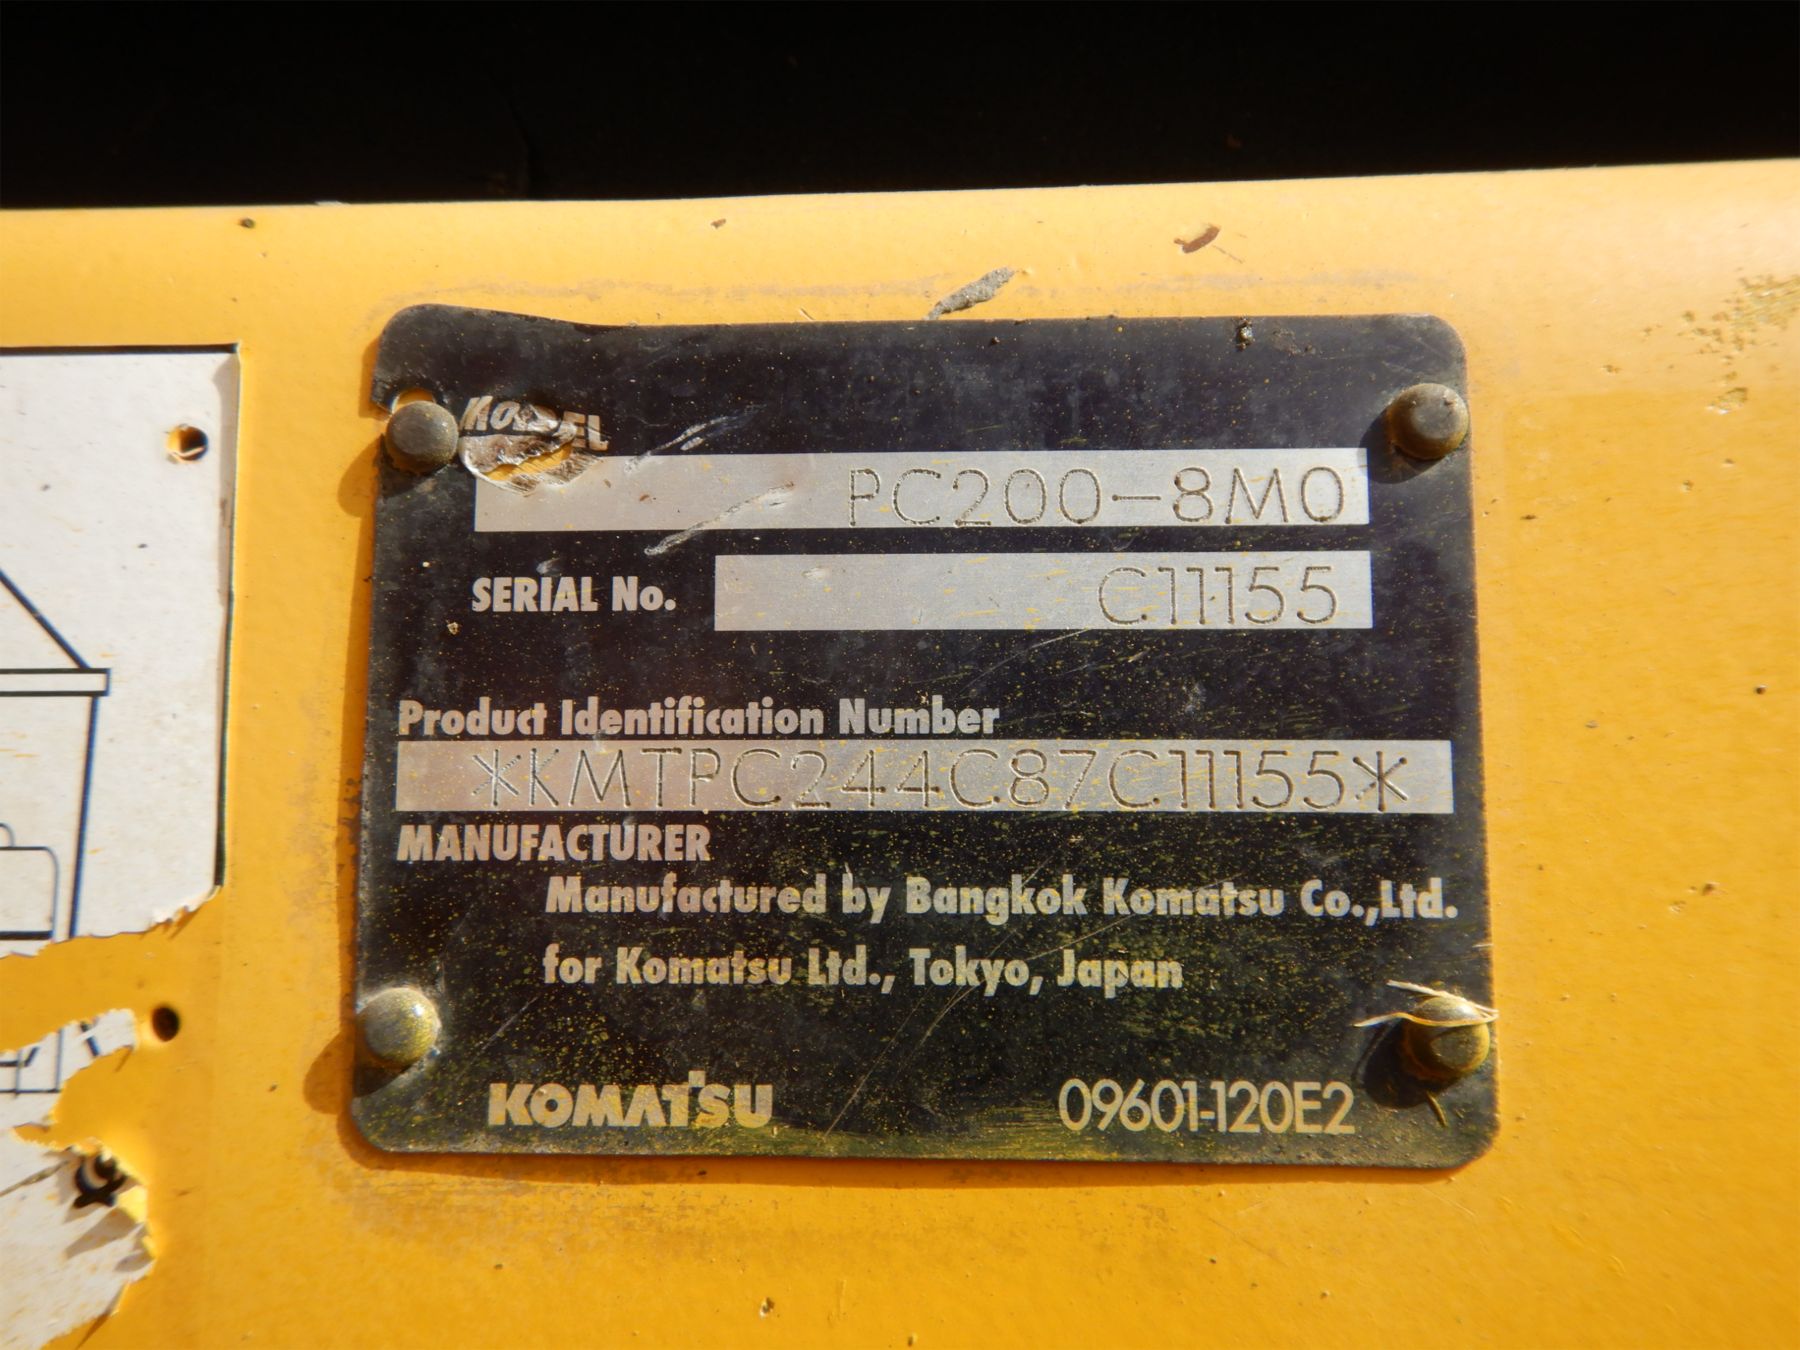 MODEL
PC200-8M0
SERIAL No.
C11155
Product Identification Number
*KMTPC244C87C11155*
MANUFACTURER
Manufactured by Bangkok Komatsu Co.,Ltd.
for Komatsu Ltd., Tokyo, Japan
KOMATSU
09601-120E2